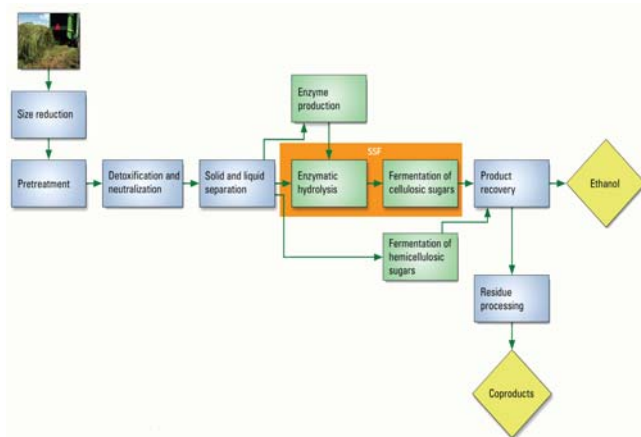 Size reduction
Pretreatment
Detoxification and
neutralization
Solid and liquid
separation
Enzyme
production
SSF
Enzymatic
hydrolysis
Fermentation of
cellulosic sugars
Fermentation of
hemicellulosic
sugars
Product
recovery
Ethanol
Residue
processing
Coproducts